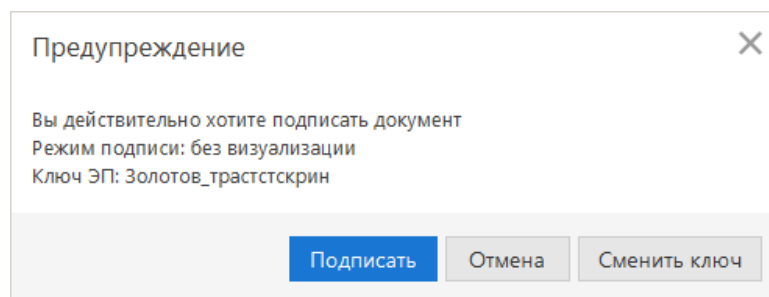 Предупреждение
Вы действительно хотите подписать документ
Режим подписи: без визуализации
Ключ ЭП: Золотов_трастстскрин
Подписать Отмена Сменить ключ